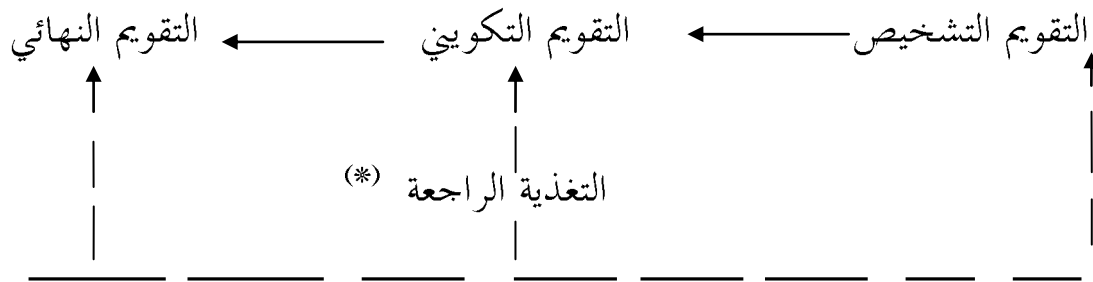 التقويم التشخيص التقويم التكويني التقويم النهائي
التغذية الراجعة (*)